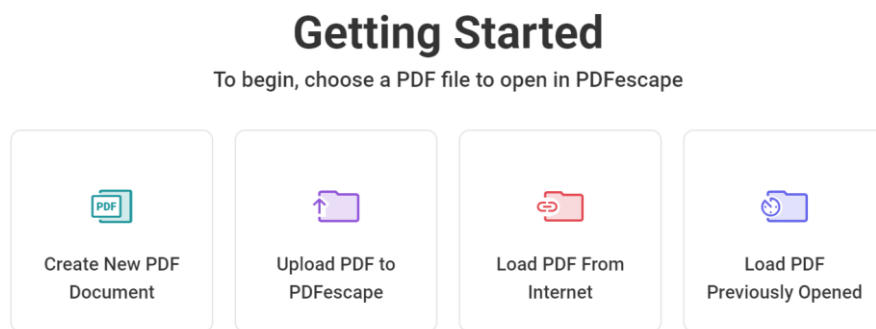 Getting Started
To begin, choose a PDF file to open in PDFescape
PDF
Create New PDF
Document
Upload PDF to
PDFescape
Load PDF From
Internet
Load PDF
Previously Opened